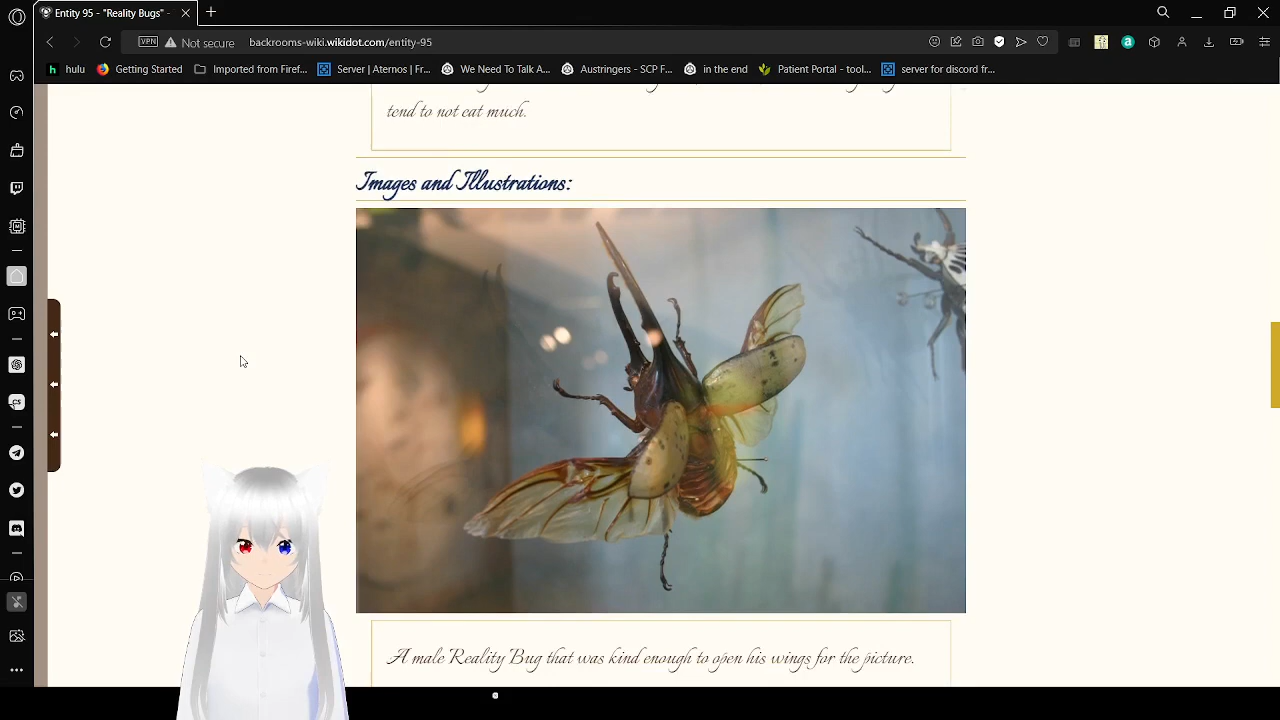 Entity 95 - "Reality Bugs" -
VPN Not secure backrooms-wiki.wikidot.com/entity-95
hulu Getting Started Imported from Firef... Server | Aternos | Fr... We Need To Talk A... Austringers - SCP F... in the end Patient Portal - tool... server for discord fr...
tend to not eat much.
Images and Illustrations:
A male Reality Bug that was kind enough to open his wings for the picture.